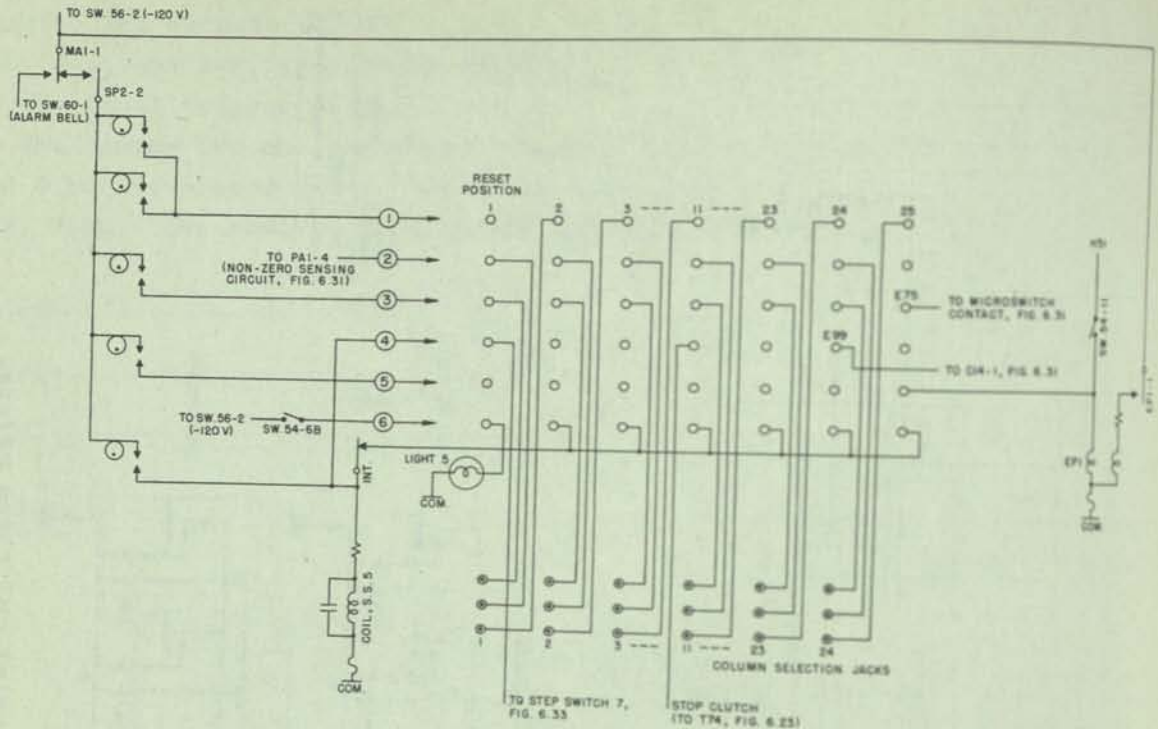 TO SW. 56-2 (-120 V)
MA1-1
SP2-2
TO SW. 60-1
(ALARM BELL)
RESET
POSITION
1
2
3 ----
11 ----
23
24
25
1
TO PA1-4
(NON-ZERO SENSING
CIRCUIT, FIG. 6.31)
2
3
4
5
6
E75
TO MICROSWITCH
CONTACT, FIG. 6.31
E99
TO D14-1, FIG. 6.31
SW. 54-11
TO SW. 56-2
(-120 V)
SW. 54-6B
LIGHT 5
COM.
INT.
COIL, S.S. 5
COM.
EP1
COM
1
2
3 ----
11 ----
23
24
COLUMN SELECTION JACKS
TO STEP SWITCH 7,
FIG. 6.33
STOP CLUTCH
(TO T74, FIG. 6.23)